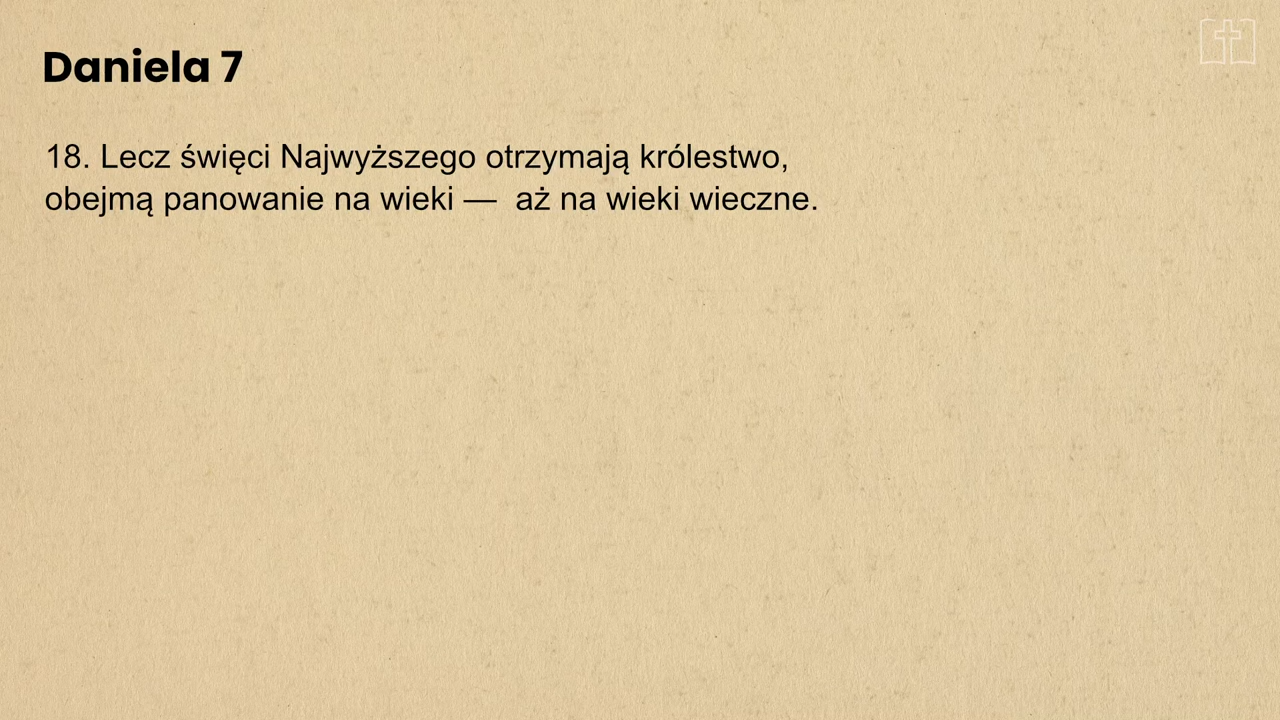 Daniela 7
18. Lecz święci Najwyższego otrzymają królestwo,
obejmą panowanie na wieki —  aż na wieki wieczne.